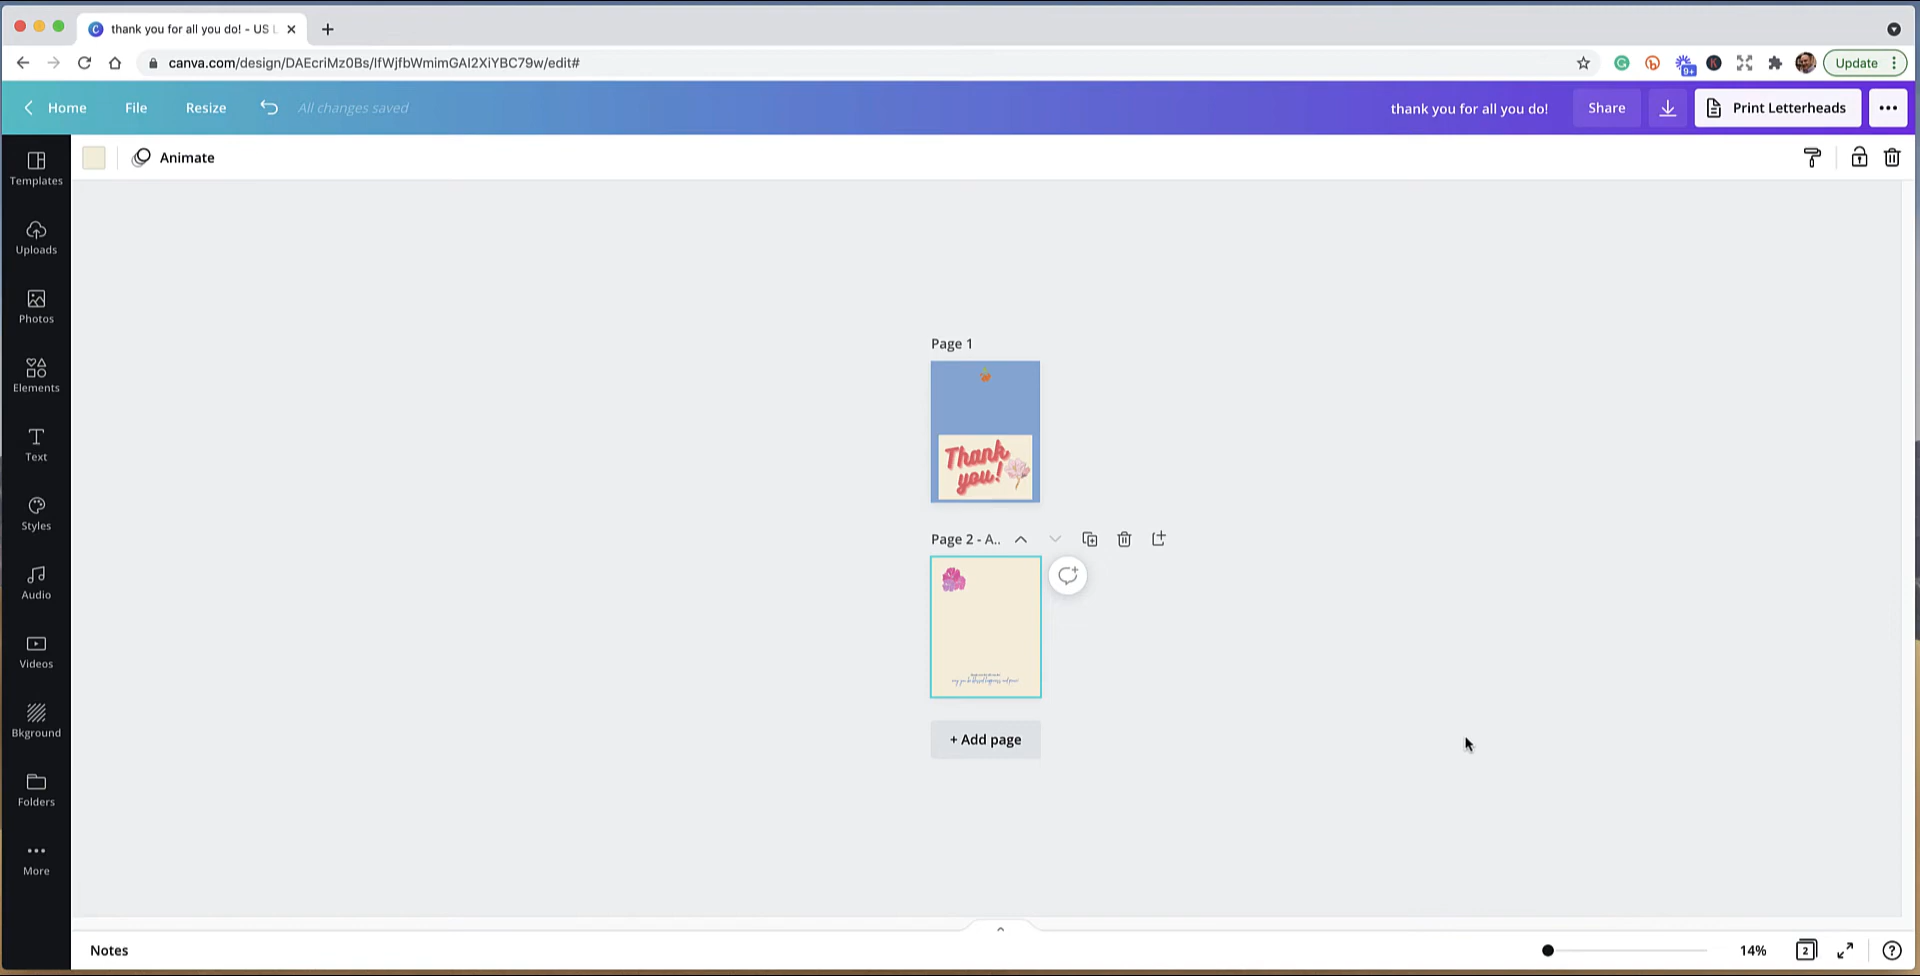 thank you for all you do! - US L
canva.com/design/DAEcriMz0Bs/IfWjfbWmimGAI2XiYBC79w/edit#
9+
K
Update
Home
File
Resize
All changes saved
thank you for all you do!
Share
Print Letterheads
Animate
Templates
Uploads
Photos
Elements
Text
Styles
Audio
Videos
Bkground
Folders
More
Page 1
Thank
you!
Page 2 - A..
+ Add page
Notes
14%
2
?